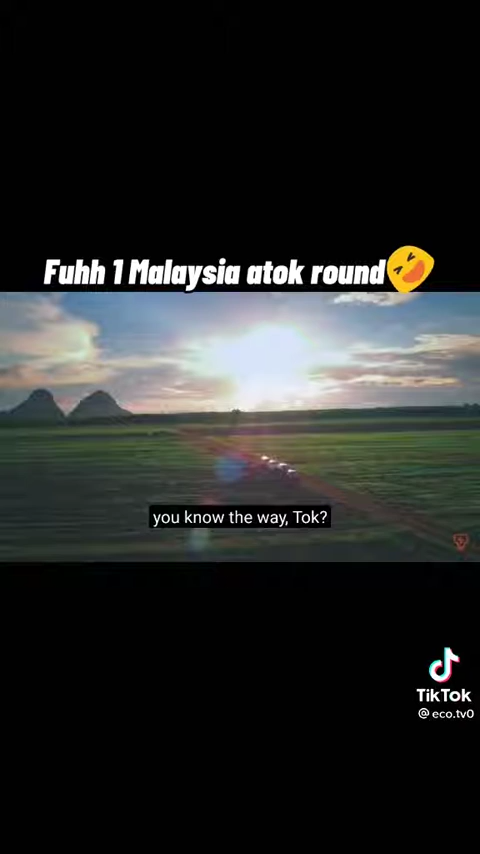 Fuhh 1 Malaysia atok round🤣
you know the way, Tok?
TikTok
@eco.tv0